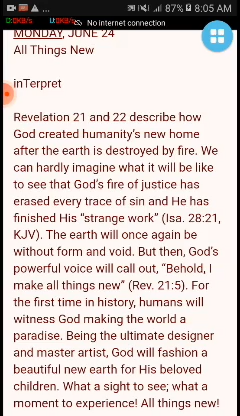 87% 8:05 AM
0:0KB/s 0:0KB/s No internet connection
MONDAY, JUNE 24
All Things New
inTerpret
Revelation 21 and 22 describe how
God created humanity's new home
after the earth is destroyed by fire. We
can hardly imagine what it will be like
to see that God's fire of justice has
erased every trace of sin and He has
finished His "strange work" (Isa. 28:21,
KJV). The earth will once again be
without form and void. But then, God's
powerful voice will call out, "Behold, I
make all things new" (Rev. 21:5). For
the first time in history, humans will
witness God making the world a
paradise. Being the ultimate designer
and master artist, God will fashion a
beautiful new earth for His beloved
children. What a sight to see; what a
moment to experience! All things new!